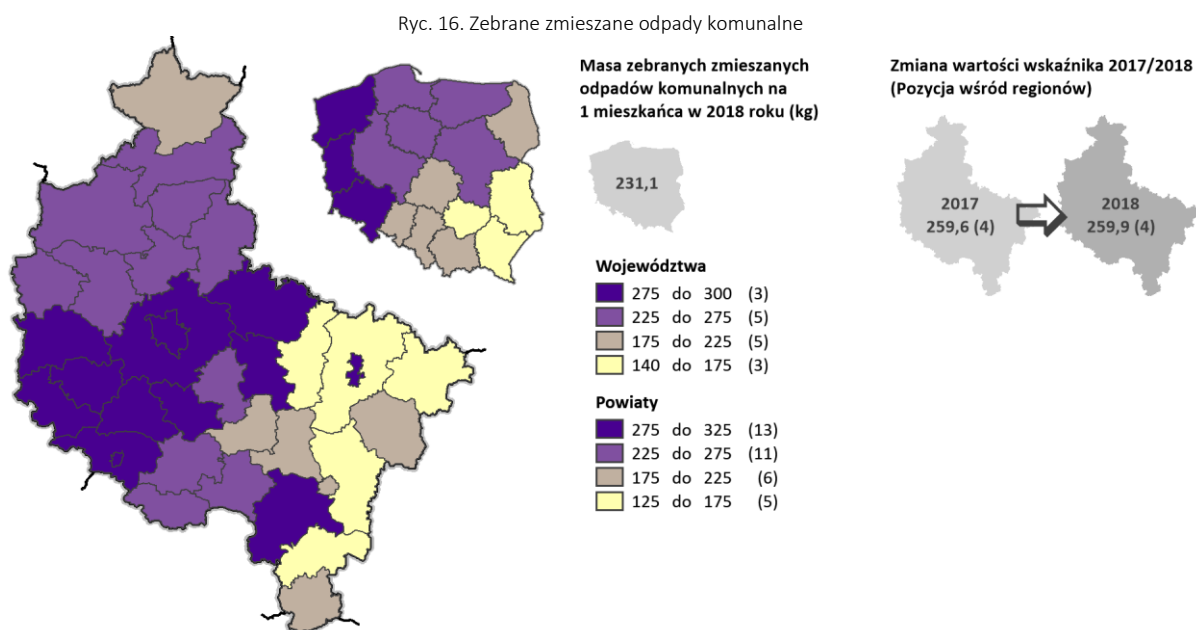 Ryc. 16. Zebrane zmieszane odpady komunalne
Masa zebranych zmieszanych
odpadów komunalnych na
1 mieszkańca w 2018 roku (kg)
231,1
Zmiana wartości wskaźnika 2017/2018
(Pozycja wśród regionów)
2017
259,6 (4)
2018
259,9 (4)
Województwa
275 do 300 (3)
225 do 275 (5)
175 do 225 (5)
140 do 175 (3)
Powiaty
275 do 325 (13)
225 do 275 (11)
175 do 225 (6)
125 do 175 (5)